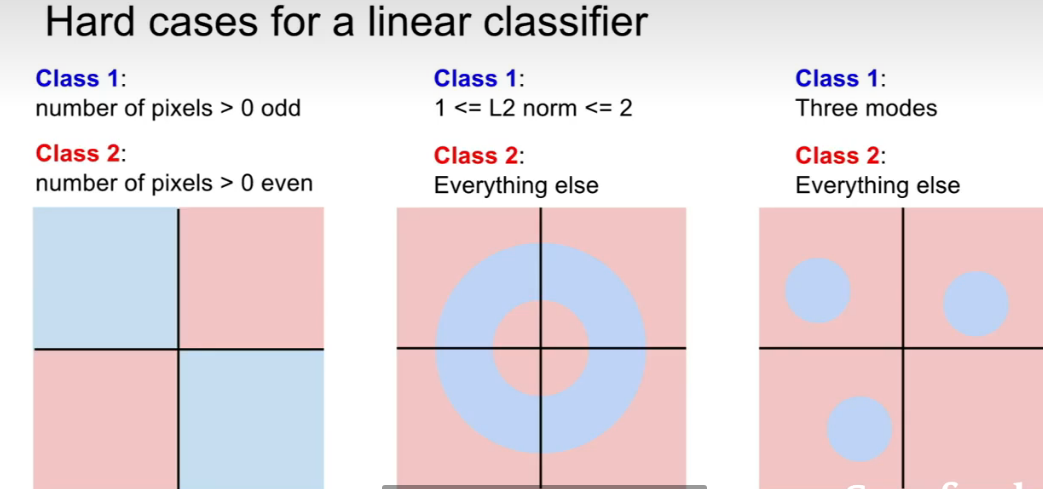 Hard cases for a linear classifier
Class 1:
number of pixels > 0 odd
Class 2:
number of pixels > 0 even
Class 1:
1 <= L2 norm <= 2
Class 2:
Everything else
Class 1:
Three modes
Class 2:
Everything else